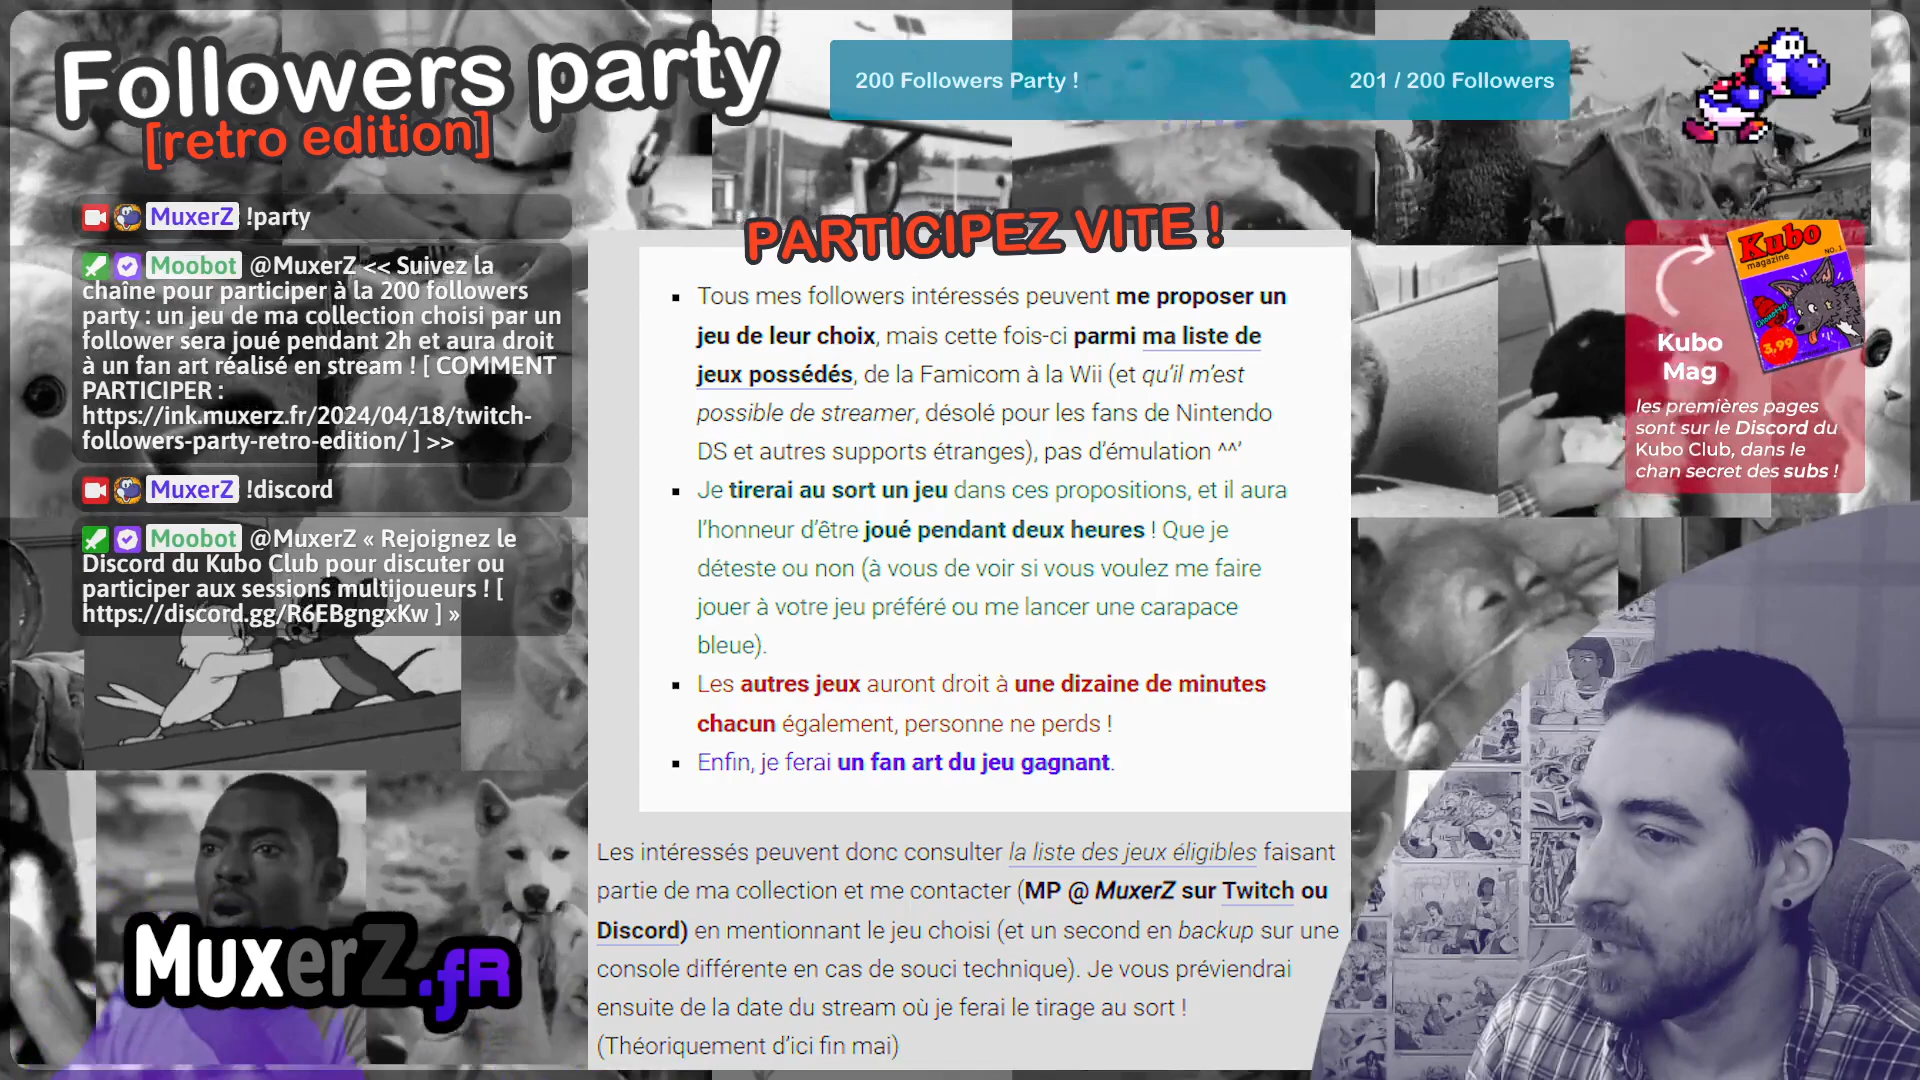 Followers party
[retro edition]
200 Followers Party !
201 / 200 Followers
MuxerZ !party
Moobot @MuxerZ << Suivez la
chaîne pour participer à la 200 followers
party : un jeu de ma collection choisi par un
follower sera joué pendant 2h et aura droit
à un fan art réalisé en stream ! [ COMMENT
PARTICIPER :
https://ink.muxerz.fr/2024/04/18/twitch-
followers-party-retro-edition/ ] >>
MuxerZ !discord
Moobot @MuxerZ « Rejoignez le
Discord du Kubo Club pour discuter ou
participer aux sessions multijoueurs ! [
https://discord.gg/R6EBgngxKw ] »
MuxerZ.fR
PARTICIPEZ VITE !
▪ Tous mes followers intéressés peuvent me proposer un
jeu de leur choix, mais cette fois-ci parmi ma liste de
jeux possédés, de la Famicom à la Wii (et qu’il m’est
possible de streamer, désolé pour les fans de Nintendo
DS et autres supports étranges), pas d’émulation ^^’
▪ Je tirerai au sort un jeu dans ces propositions, et il aura
l’honneur d’être joué pendant deux heures ! Que je
déteste ou non (à vous de voir si vous voulez me faire
jouer à votre jeu préféré ou me lancer une carapace
bleue).
▪ Les autres jeux auront droit à une dizaine de minutes
chacun également, personne ne perds !
▪ Enfin, je ferai un fan art du jeu gagnant.
Les intéressés peuvent donc consulter la liste des jeux éligibles faisant
partie de ma collection et me contacter (MP @ MuxerZ sur Twitch ou
Discord) en mentionnant le jeu choisi (et un second en backup sur une
console différente en cas de souci technique). Je vous préviendrai
ensuite de la date du stream où je ferai le tirage au sort !
(Théoriquement d’ici fin mai)
Kubo
magazine
NO.1
3,99
Kubo
Mag
les premières pages
sont sur le Discord du
Kubo Club, dans le
chan secret des subs !